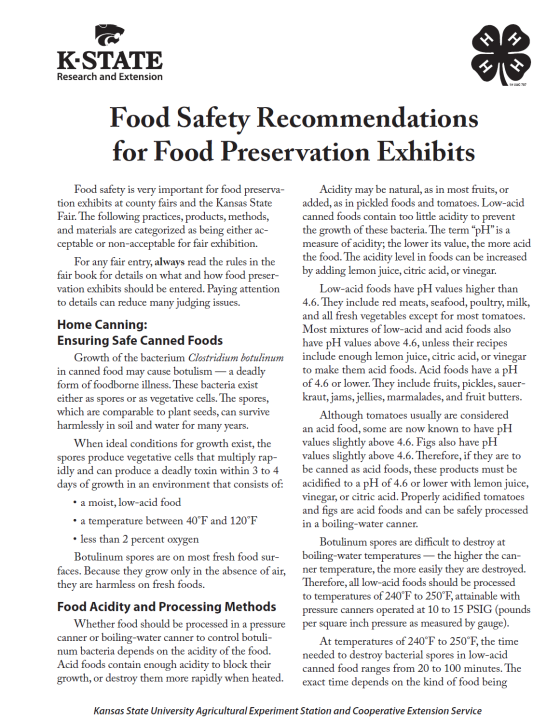 K-STATE
Research and Extension
H H
H H
Food Safety Recommendations
for Food Preservation Exhibits
Food safety is very important for food preserva-
tion exhibits at county fairs and the Kansas State
Fair. The following practices, products, methods,
and materials are categorized as being either ac-
ceptable or non-acceptable for fair exhibition.
For any fair entry, always read the rules in the
fair book for details on what and how food preser-
vation exhibits should be entered. Paying attention
to details can reduce many judging issues.
Home Canning:
Ensuring Safe Canned Foods
Growth of the bacterium Clostridium botulinum
in canned food may cause botulism — a deadly
form of foodborne illness. These bacteria exist
either as spores or as vegetative cells. The spores,
which are comparable to plant seeds, can survive
harmlessly in soil and water for many years.
When ideal conditions for growth exist, the
spores produce vegetative cells that multiply rap-
idly and can produce a deadly toxin within 3 to 4
days of growth in an environment that consists of:
• a moist, low-acid food
• a temperature between 40˚F and 120˚F
• less than 2 percent oxygen
Botulinum spores are on most fresh food sur-
faces. Because they grow only in the absence of air,
they are harmless on fresh foods.
Food Acidity and Processing Methods
Whether food should be processed in a pressure
canner or boiling-water canner to control botuli-
num bacteria depends on the acidity of the food.
Acid foods contain enough acidity to block their
growth, or destroy them more rapidly when heated.
Acidity may be natural, as in most fruits, or
added, as in pickled foods and tomatoes. Low-acid
canned foods contain too little acidity to prevent
the growth of these bacteria. The term “pH” is a
measure of acidity; the lower its value, the more acid
the food. The acidity level in foods can be increased
by adding lemon juice, citric acid, or vinegar.
Low-acid foods have pH values higher than
4.6. They include red meats, seafood, poultry, milk,
and all fresh vegetables except for most tomatoes.
Most mixtures of low-acid and acid foods also
have pH values above 4.6, unless their recipes
include enough lemon juice, citric acid, or vinegar
to make them acid foods. Acid foods have a pH
of 4.6 or lower. They include fruits, pickles, sauer-
kraut, jams, jellies, marmalades, and fruit butters.
Although tomatoes usually are considered
an acid food, some are now known to have pH
values slightly above 4.6. Figs also have pH
values slightly above 4.6. Therefore, if they are to
be canned as acid foods, these products must be
acidified to a pH of 4.6 or lower with lemon juice,
vinegar, or citric acid. Properly acidified tomatoes
and figs are acid foods and can be safely processed
in a boiling-water canner.
Botulinum spores are difficult to destroy at
boiling-water temperatures — the higher the can-
ner temperature, the more easily they are destroyed.
Therefore, all low-acid foods should be processed
to temperatures of 240˚F to 250˚F, attainable with
pressure canners operated at 10 to 15 PSIG (pounds
per square inch pressure as measured by gauge).
At temperatures of 240˚F to 250˚F, the time
needed to destroy bacterial spores in low-acid
canned food ranges from 20 to 100 minutes. The
exact time depends on the kind of food being
Kansas State University Agricultural Experiment Station and Cooperative Extension Service